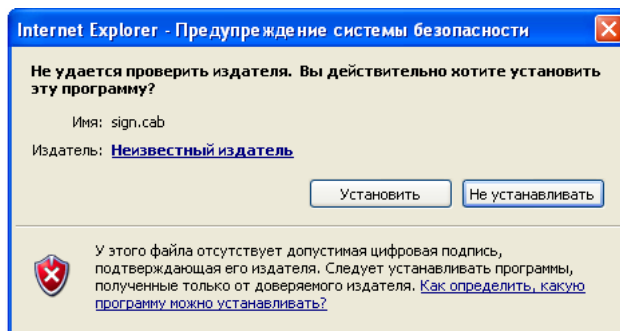 Internet Explorer - Предупреждение системы безопасности
Не удается проверить издателя. Вы действительно хотите установить
эту программу?
Имя: sign.cab
Издатель: Неизвестный издатель
Установить Не устанавливать
У этого файла отсутствует допустимая цифровая подпись,
подтверждающая его издателя. Следует устанавливать программы,
полученные только от доверяемого издателя. Как определить, какую
программу можно устанавливать?